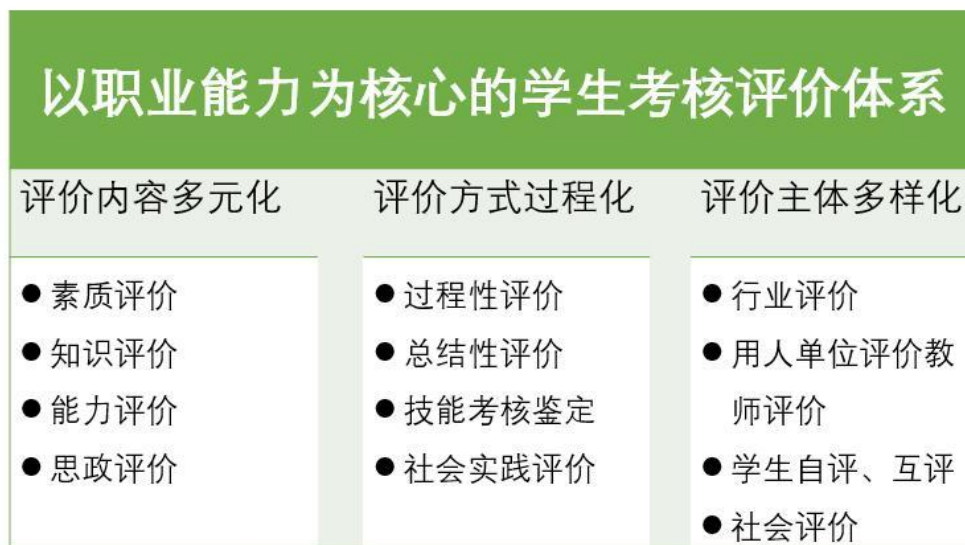 以职业能力为核心的学生考核评价体系
评价内容多元化
素质评价
知识评价
能力评价
思政评价
评价方式过程化
过程性评价
总结性评价
技能考核鉴定
社会实践评价
评价主体多样化
行业评价
用人单位评价教
师评价
学生自评、互评
社会评价